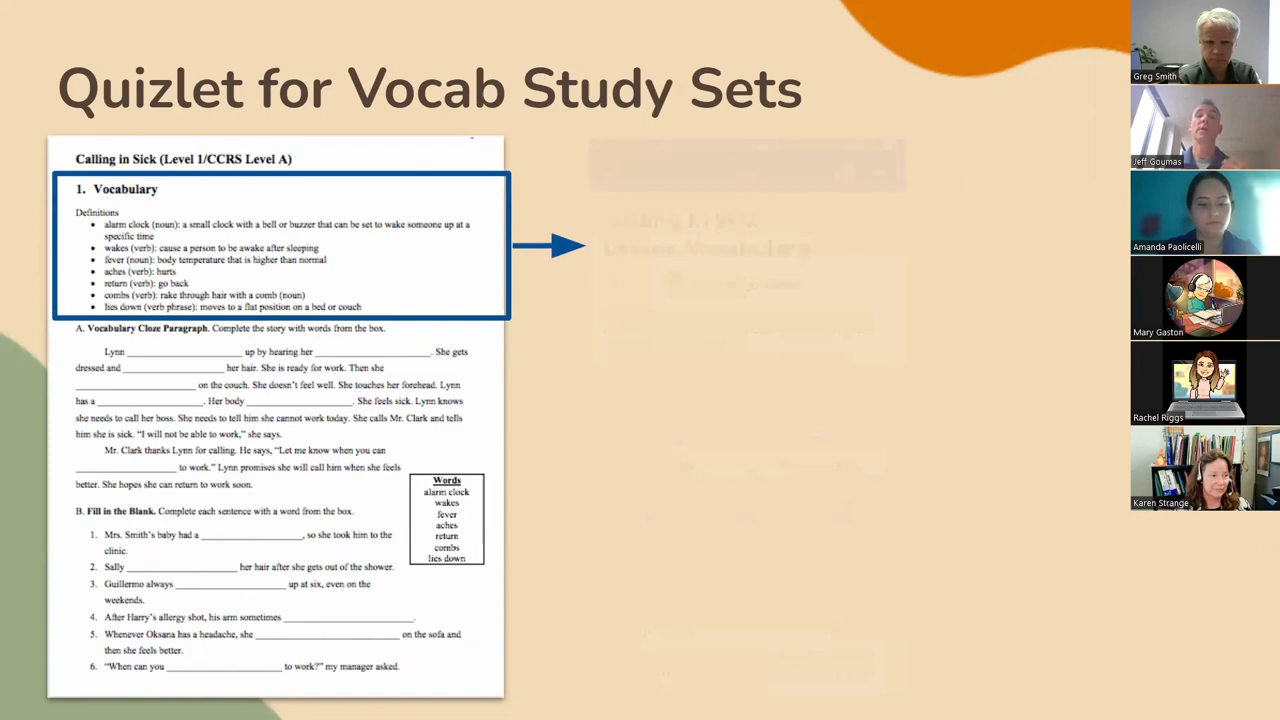 Quizlet for Vocab Study Sets
Calling in Sick (Level 1/CCRS Level A)
1. Vocabulary
Definitions
• alarm clock (noun): a small clock with a bell or buzzer that can be set to wake someone up at a
specific time
• wakes (verb): cause a person to be awake after sleeping
• fever (noun): body temperature that is higher than normal
• aches (verb): hurts
• return (verb): go back
• combs (verb): rake through hair with a comb (noun)
• lies down (verb phrase): moves to a flat position on a bed or couch
A. Vocabulary Cloze Paragraph. Complete the story with words from the box.
Lynn ____________________ up by hearing her ____________________. She gets
dressed and ____________________ her hair. She is ready for work. Then she
____________________ on the couch. She doesn't feel well. She touches her forehead. Lynn
has a ____________________. Her body ____________________. She feels sick. Lynn knows
she needs to call her boss. She needs to tell him she cannot work today. She calls Mr. Clark and tells
him she is sick. “I will not be able to work,” she says.
Mr. Clark thanks Lynn for calling. He says, “Let me know when you can
____________________ to work.” Lynn promises she will call him when she feels
better. She hopes she can return to work soon.
Words
alarm clock
wakes
fever
aches
return
combs
lies down
B. Fill in the Blank. Complete each sentence with a word from the box.
1. Mrs. Smith's baby had a ____________________, so she took him to the
clinic.
2. Sally ____________________ her hair after she gets out of the shower.
3. Guillermo always ____________________ up at six, even on the
weekends.
4. After Harry's allergy shot, his arm sometimes ____________________.
5. Whenever Oksana has a headache, she ____________________ on the sofa and
then she feels better.
6. “When can you ____________________ to work?” my manager asked.
Greg Smith
Jeff Goumas
Amanda Paolicelli
Mary Gaston
Rachel Riggs
Karen Strange